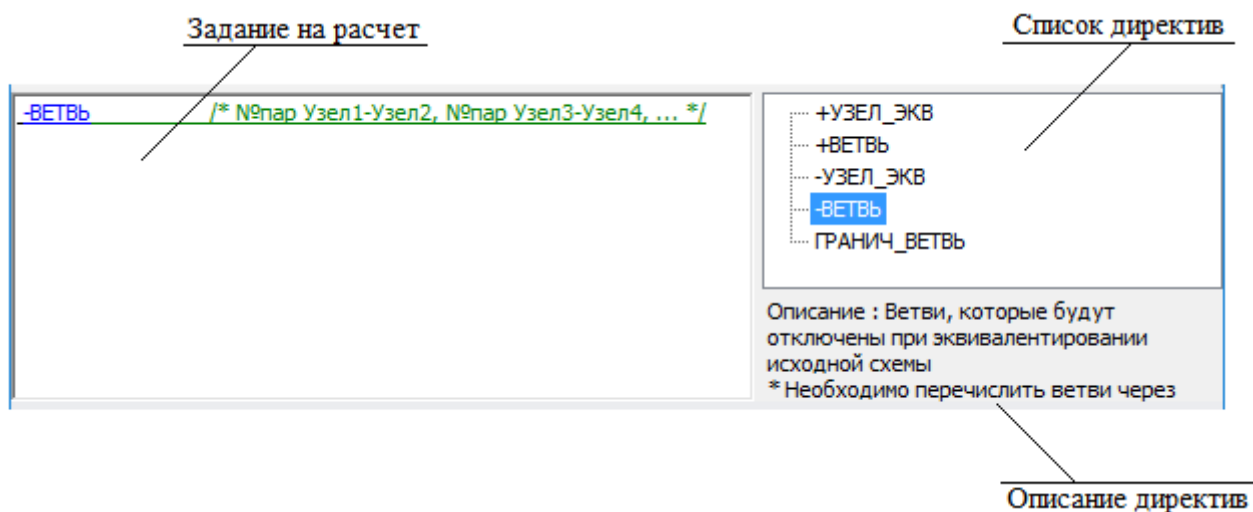 Задание на расчет
Список директив
-ВЕТВЬ /* №пар Узел1-Узел2, №пар Узел3-Узел4, ... */
+УЗЕЛ_ЭКВ
+ВЕТВЬ
-УЗЕЛ_ЭКВ
-ВЕТВЬ
ГРАНИЧ_ВЕТВЬ
Описание : Ветви, которые будут
отключены при эквивалентировании
исходной схемы
* Необходимо перечислить ветви через
Описание директив